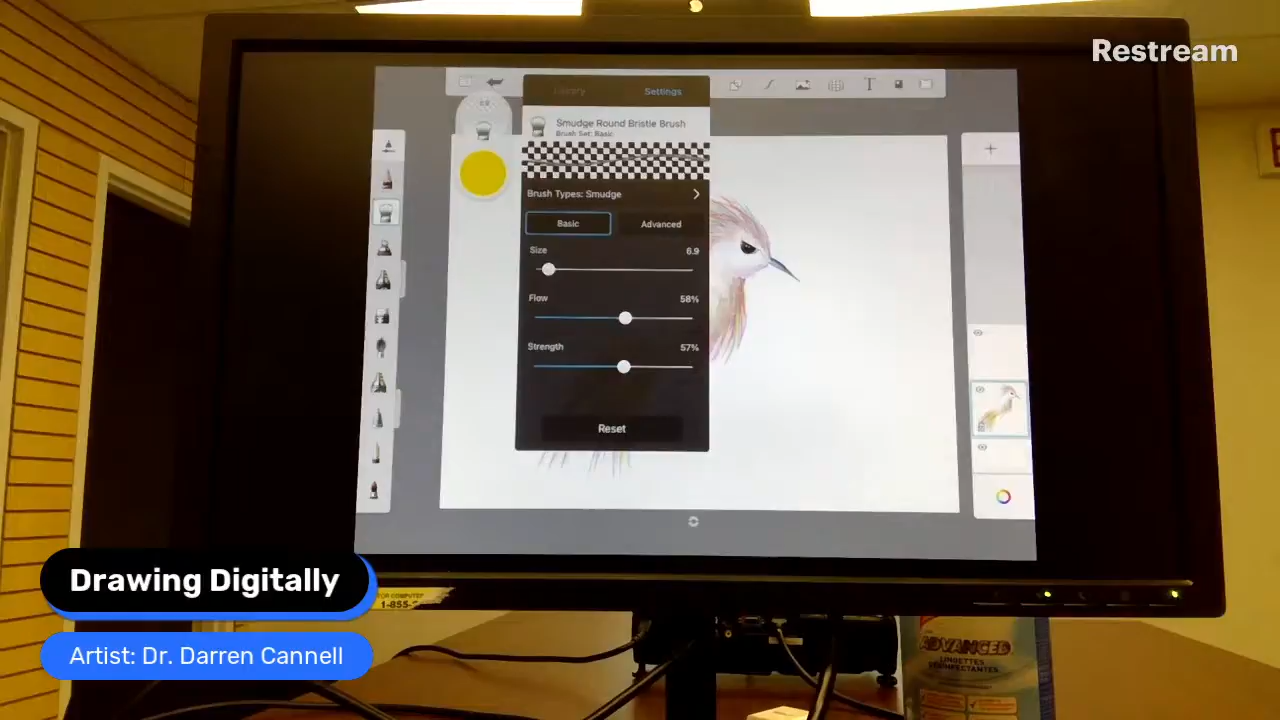 Restream
Library
Settings
T
Smudge Round Bristle Brush
Brush Set: Basic
Brush Types: Smudge
Basic
Advanced
Size
6.9
Flow
58%
Strength
57%
Reset
Drawing Digitally
Artist: Dr. Darren Cannell
1-855-
ADVANCED
LINGETTES